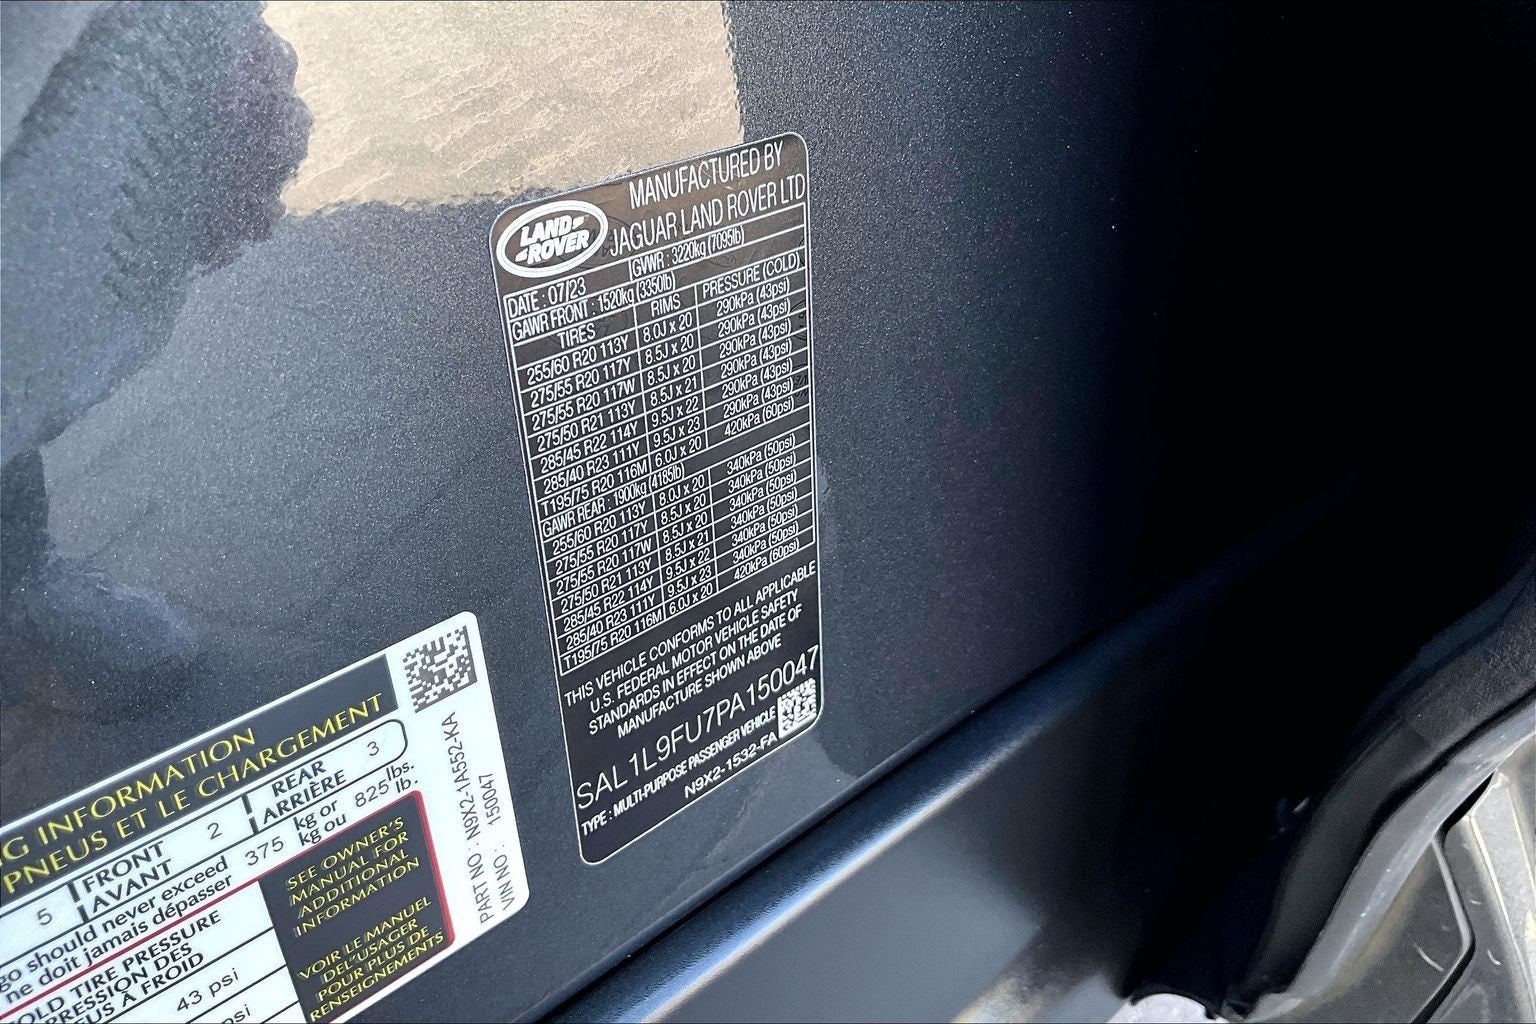 LAND
ROVER
MANUFACTURED BY
JAGUAR LAND ROVER LTD
DATE : 07/23 GVWR : 3220kg (7095lb)
GAWR FRONT : 1520kg (3350lb)
TIRES RIMS PRESSURE (COLD)
255/60 R20 113Y 8.0J x 20 290kPa (43psi)
275/55 R20 117Y 8.5J x 20 290kPa (43psi)
275/55 R20 117W 8.5J x 20 290kPa (43psi)
275/50 R21 113Y 8.5J x 21 290kPa (43psi)
285/45 R22 114Y 9.5J x 22 290kPa (43psi)
285/40 R23 111Y 9.5J x 23 290kPa (43psi)
T195/75 R20 116M 6.0J x 20 420kPa (60psi)
GAWR REAR : 1900kg (4185lb)
255/60 R20 113Y 8.0J x 20 340kPa (50psi)
275/55 R20 117Y 8.5J x 20 340kPa (50psi)
275/55 R20 117W 8.5J x 20 340kPa (50psi)
275/50 R21 113Y 8.5J x 21 340kPa (50psi)
285/45 R22 114Y 9.5J x 22 340kPa (50psi)
285/40 R23 111Y 9.5J x 23 340kPa (50psi)
T195/75 R20 116M 6.0J x 20 420kPa (60psi)
THIS VEHICLE CONFORMS TO ALL APPLICABLE
U.S. FEDERAL MOTOR VEHICLE SAFETY
STANDARDS IN EFFECT ON THE DATE OF
MANUFACTURE SHOWN ABOVE
SAL1L9FU7PA150047
TYPE : MULTI-PURPOSE PASSENGER VEHICLE
N9X2-1532-FA
G INFORMATION
PNEUS ET LE CHARGEMENT
5 FRONT 2 REAR 3
AVANT ARRIÈRE
go should never exceed 375 kg or 825 lbs.
ne doit jamais dépasser kg ou lb.
OLD TIRE PRESSURE
PRESSION DES
EUS À FROID
43 psi
psi
SEE OWNER'S
MANUAL FOR
ADDITIONAL
INFORMATION
VOIR LE MANUEL
DE L'USAGER
POUR PLUS DE
RENSEIGNEMENTS
PART NO : N9X2-1A552-KA
VIN NO : 150047